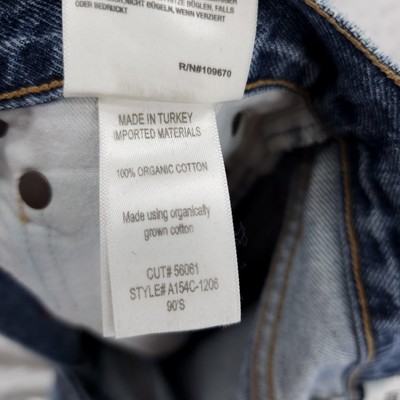 ODER BEDRUCKT
R/N#109670
MADE IN TURKEY
IMPORTED MATERIALS
100% ORGANIC COTTON
Made using organically
grown cotton
CUT# 56061
STYLE# A154C-1206
90'S